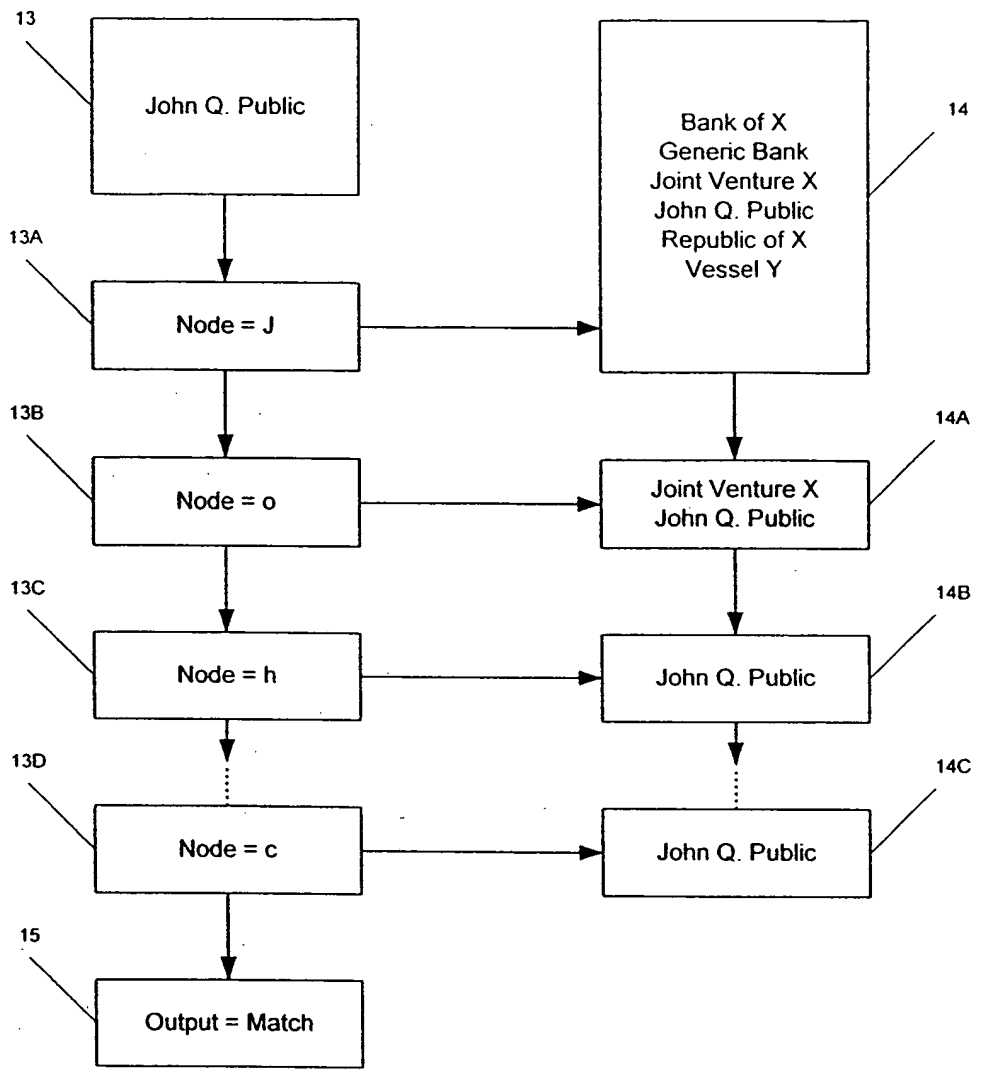 13
John Q. Public
14
Bank of X
Generic Bank
Joint Venture X
John Q. Public
Republic of X
Vessel Y
13A
Node = J
13B
Node = o
14A
Joint Venture X
John Q. Public
13C
Node = h
14B
John Q. Public
13D
Node = c
14C
John Q. Public
15
Output = Match